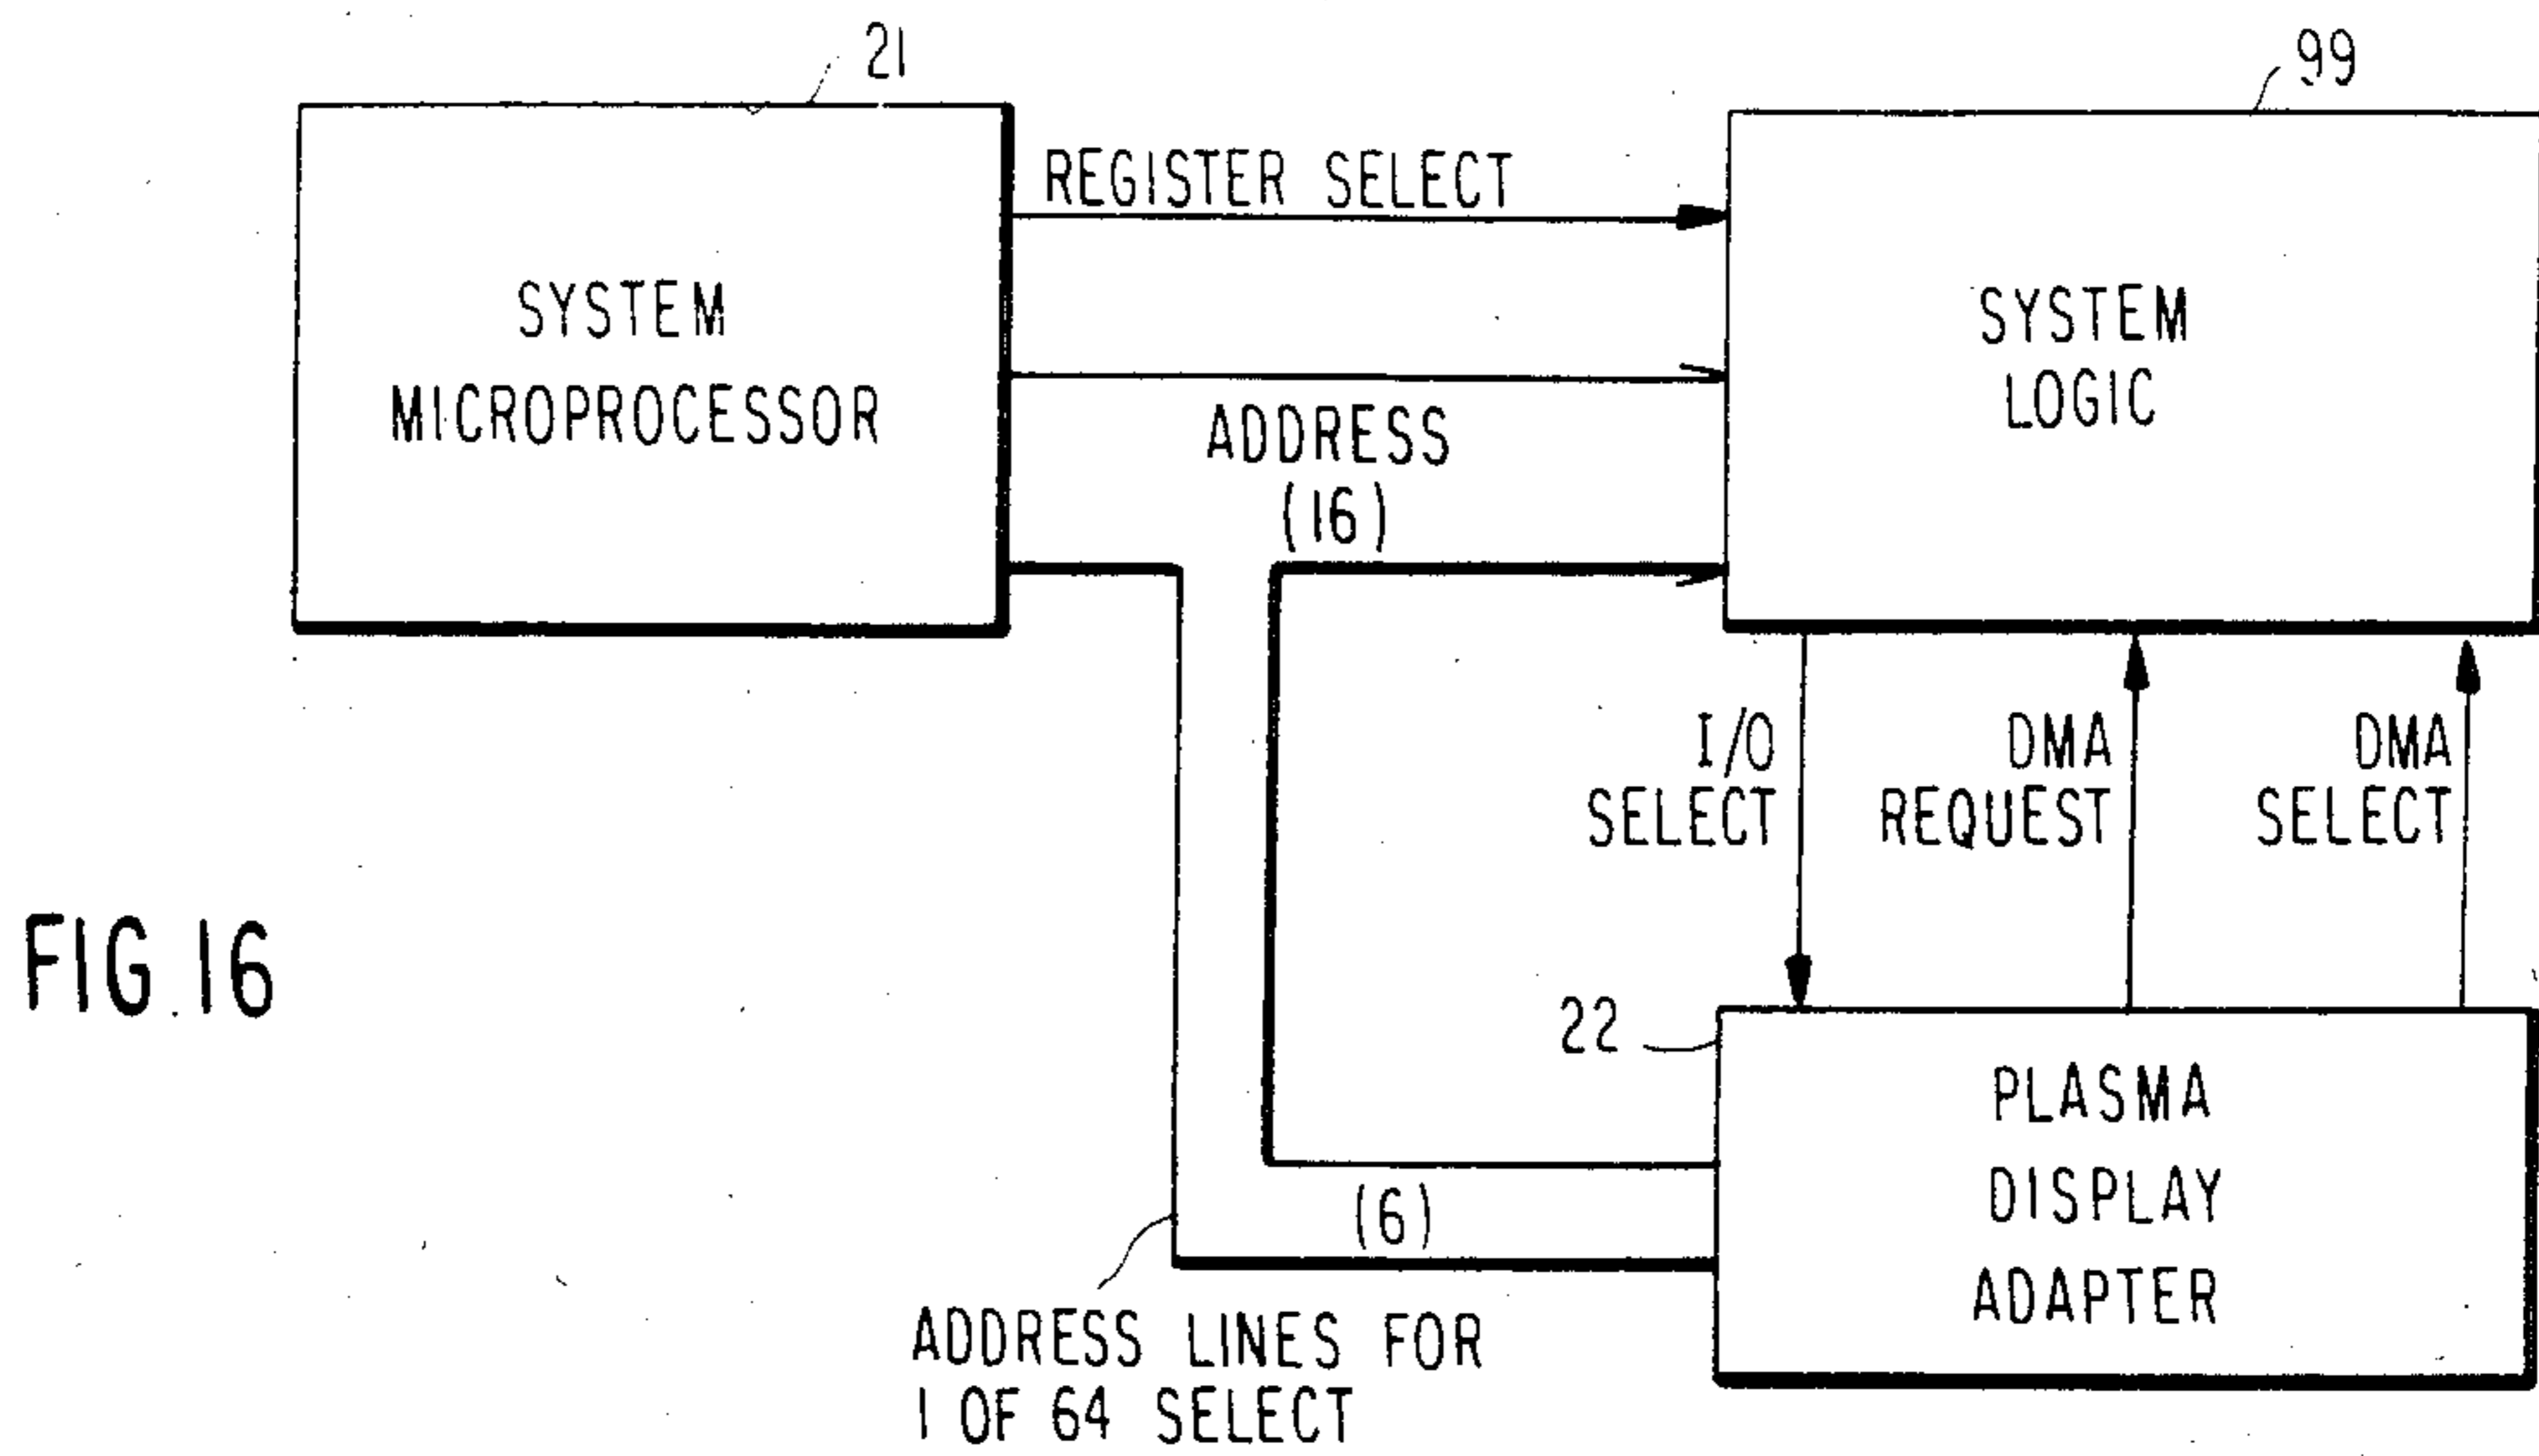 21
99
REGISTER SELECT
SYSTEM
MICROPROCESSOR
SYSTEM
LOGIC
ADDRESS
(16)
I/O
SELECT
DMA
REQUEST
DMA
SELECT
FIG. 16
22
PLASMA
DISPLAY
ADAPTER
(6)
ADDRESS LINES FOR
1 OF 64 SELECT